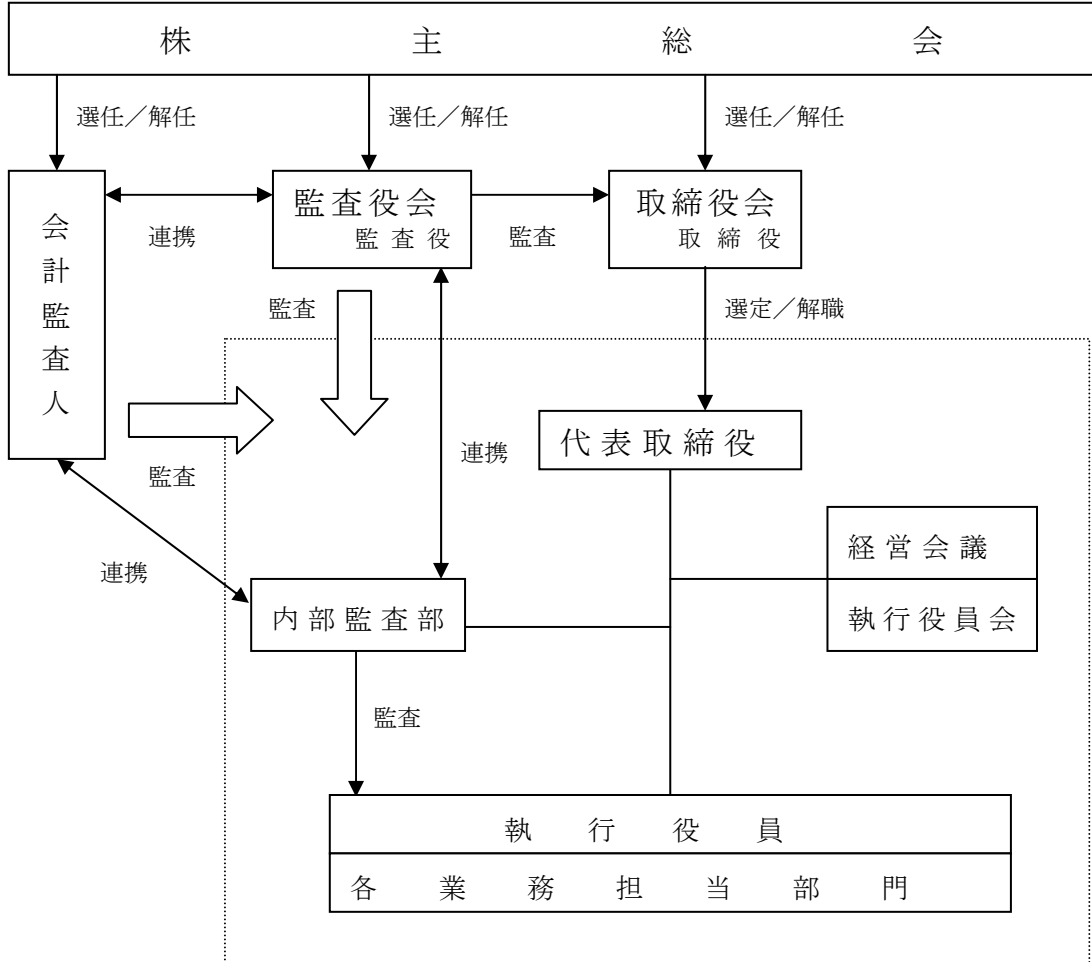 株主総会
選任／解任
選任／解任
選任／解任
会計監査人
連携
監査役会
監査役
監査
取締役会
取締役
監査
選定／解職
監査
連携
代表取締役
連携
経営会議
内部監査部
執行役員会
監査
執行役員
各業務担当部門